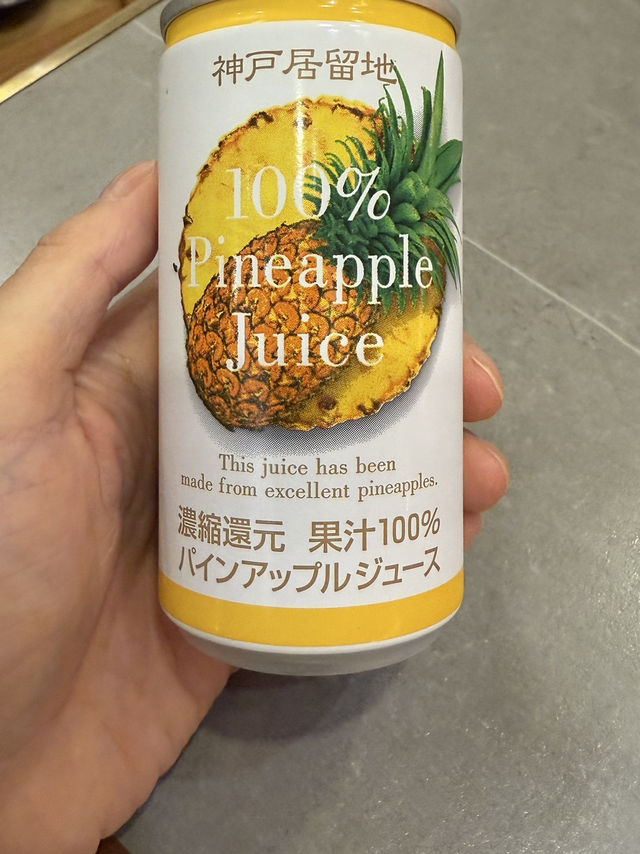 神戸居留地
100%
Pineapple
Juice
This juice has been
made from excellent pineapples.
濃縮還元 果汁100%
パインアップルジュース